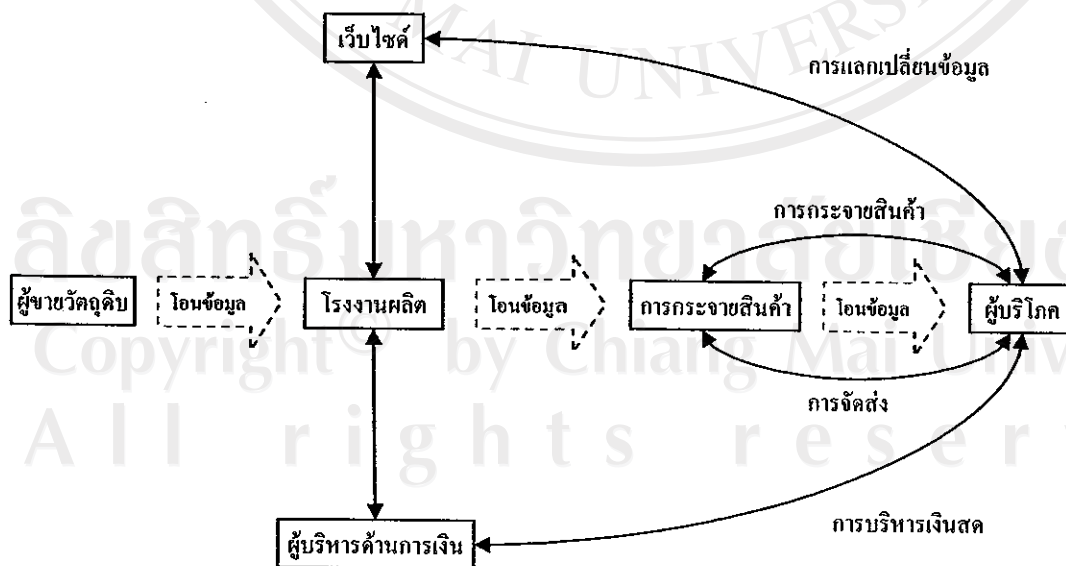 เว็บไซค์
MAI UNIVERS
การแลกเปลี่ยนข้อมูล
การกระจายสินค้า
ลิขสิทธิ์มหาวิทยาลัยเชียงใ
ผู้ขายวัตถุดิบ
โอนข้อมูล
โรงงานผลิต
โอนข้อมูล
การกระจายสินค้า
โอนข้อมูล
ผู้บริโภค
Copyright © by Chiang Mai Univ
การจัดส่ง
All rights reser
การบริหารเงินสด
ผู้บริหารด้านการเงิน